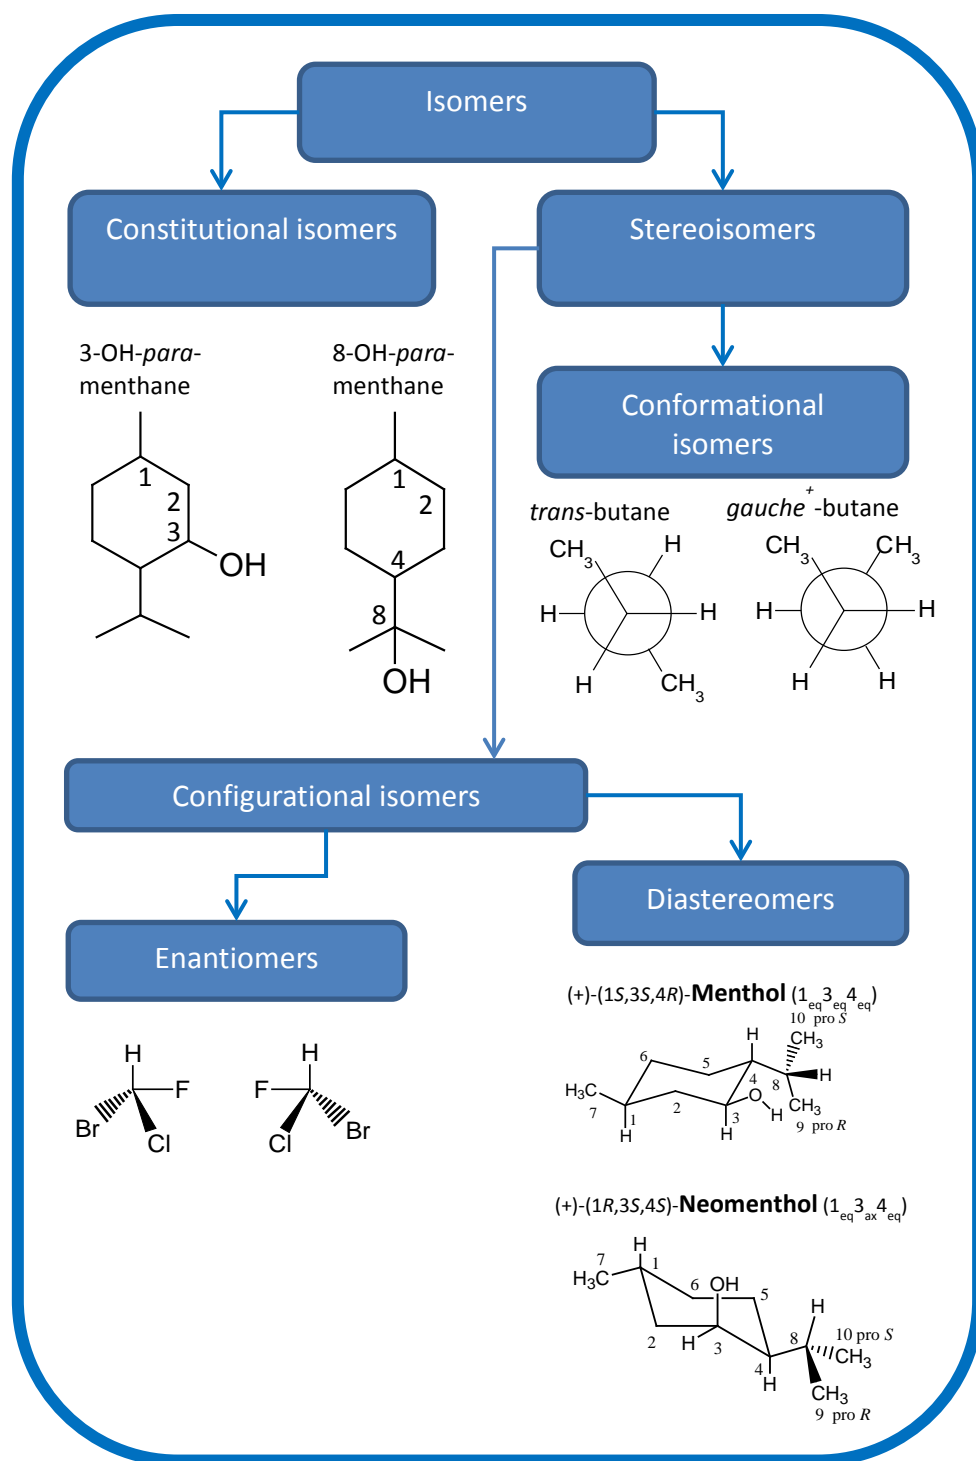 Isomers
Constitutional isomers
Stereoisomers
3-OH-para-
menthane
8-OH-para-
menthane
Conformational
isomers
1
2
3
OH
1
2
4
8
OH
trans-butane
gauche+-butane
CH3
H
H
H
H
CH3
CH3
CH3
H
H
H
H
Configurational isomers
Diastereomers
Enantiomers
H
F
Br
Cl
H
F
Cl
Br
(+)-(1S,3S,4R)-Menthol (1eq3eq4eq)
10 pro S
H
CH3
6
5
4
8
H
H3C
7
2
O
H
CH3
1
3
9 pro R
H
H
(+)-(1R,3S,4S)-Neomenthol (1eq3ax4eq)
H
7
1
H3C
OH
6
5
H
2
H
3
8
10 pro S
CH3
4
H
CH3
9 pro R